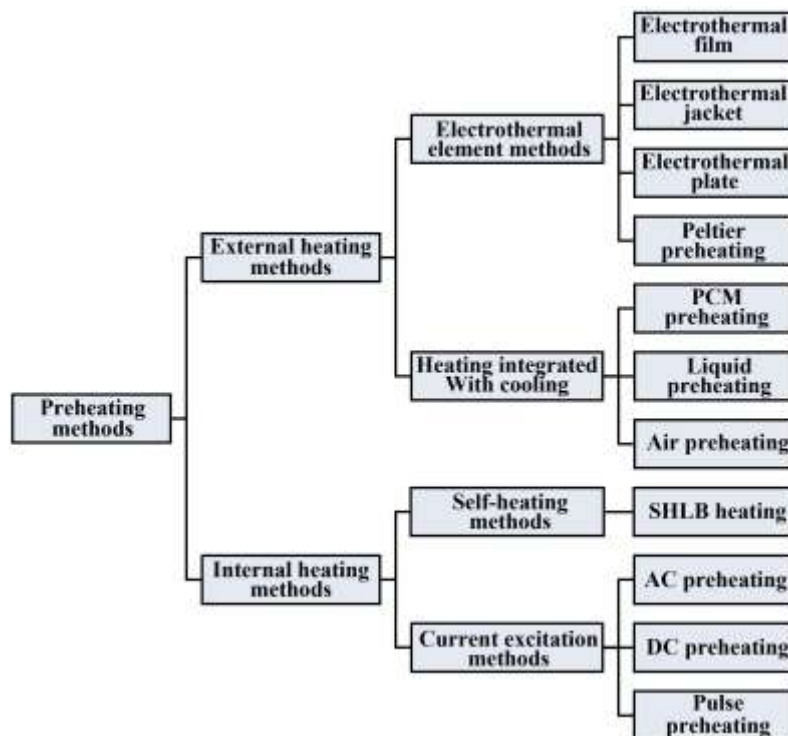 Preheating
methods
External heating
methods
Internal heating
methods
Electrothermal
element methods
Heating integrated
With cooling
Self-heating
methods
Current excitation
methods
Electrothermal
film
Electrothermal
jacket
Electrothermal
plate
Peltier
preheating
PCM
preheating
Liquid
preheating
Air preheating
SHLB heating
AC preheating
DC preheating
Pulse
preheating